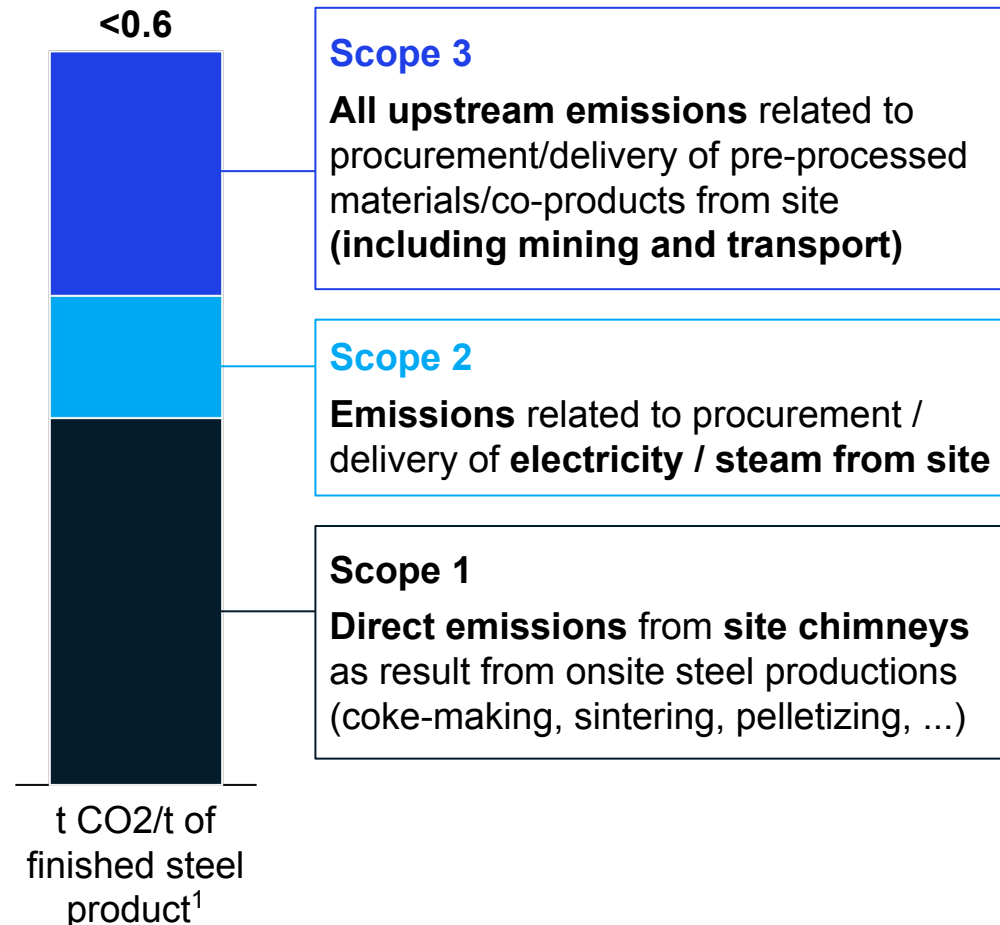 <0.6
Scope 3
All upstream emissions related to
procurement/delivery of pre-processed
materials/co-products from site
(including mining and transport)
Scope 2
Emissions related to procurement /
delivery of electricity / steam from site
Scope 1
Direct emissions from site chimneys
as result from onsite steel productions
(coke-making, sintering, pelletizing, ...)
t CO2/t of
finished steel
product¹